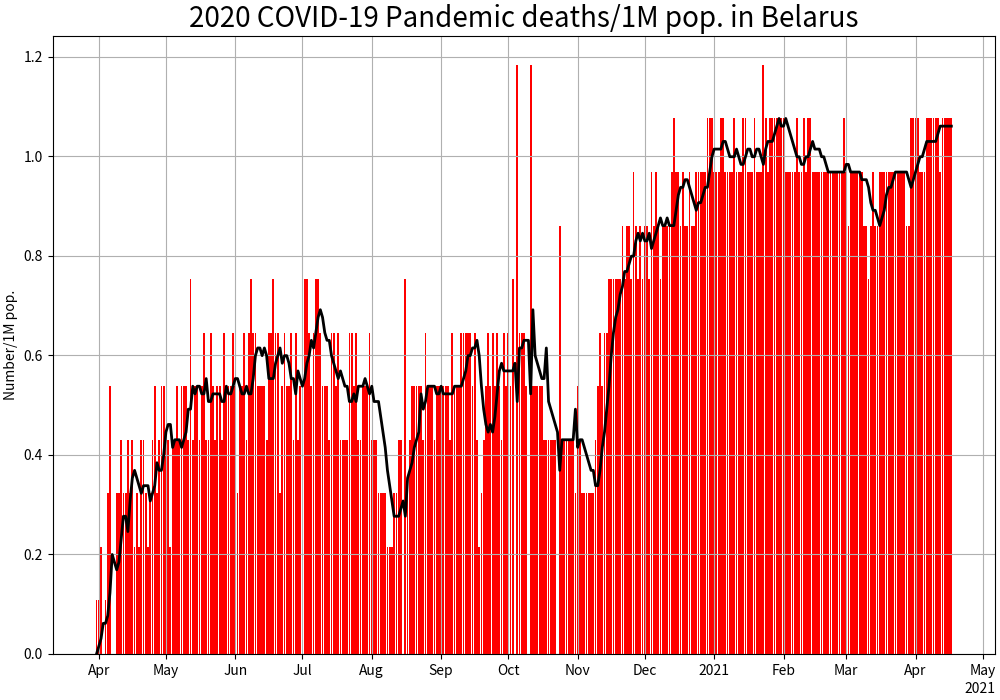 2020 COVID-19 Pandemic deaths/1M pop. in Belarus
Number/1M pop.
1.2
1.0
0.8
0.6
0.4
0.2
0.0
Apr May Jun Jul Aug Sep Oct Nov Dec 2021 Feb Mar Apr May
2021